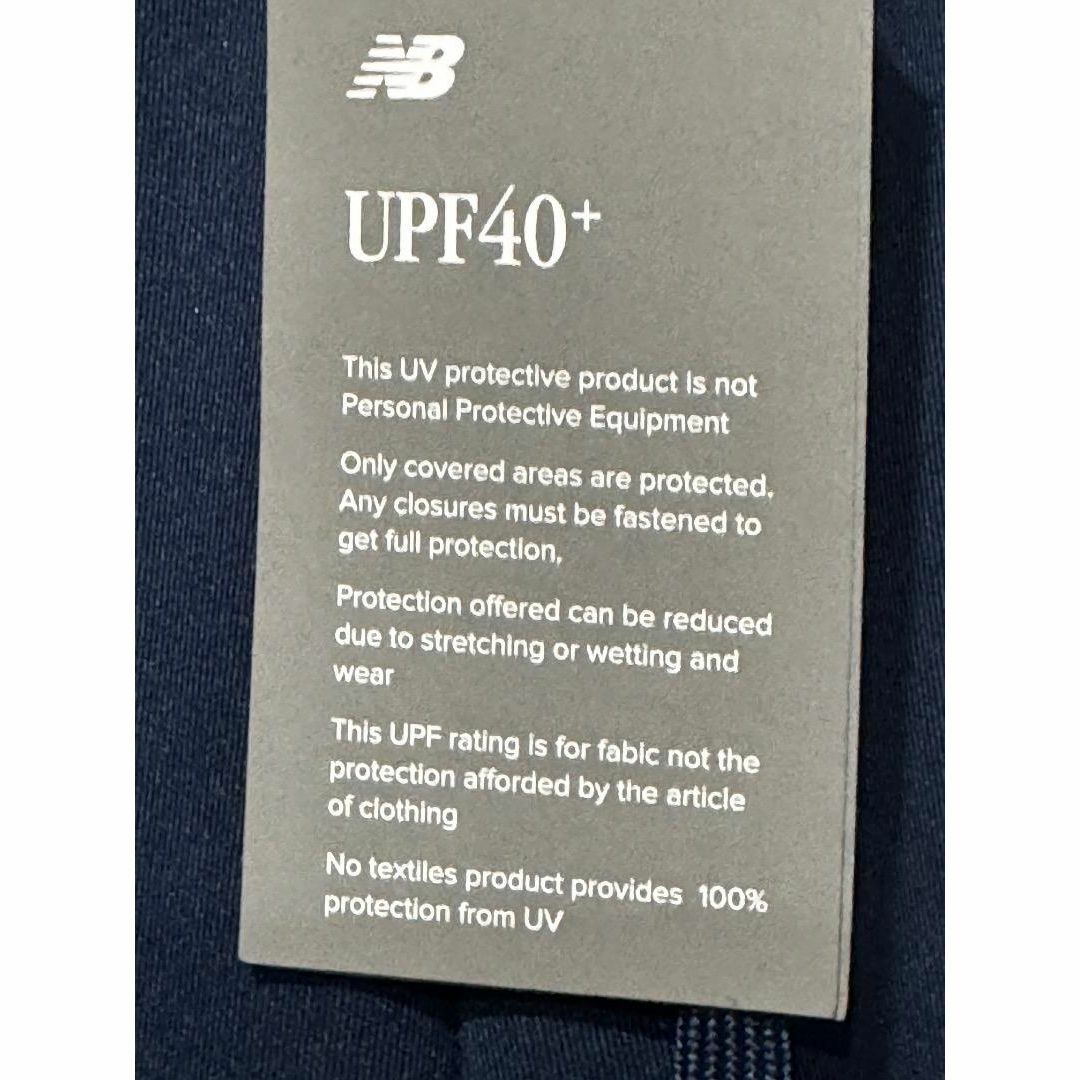 NB
UPF40+
This UV protective product is not
Personal Protective Equipment
Only covered areas are protected.
Any closures must be fastened to
get full protection,
Protection offered can be reduced
due to stretching or wetting and
wear
This UPF rating is for fabic not the
protection afforded by the article
of clothing
No textiles product provides 100%
protection from UV